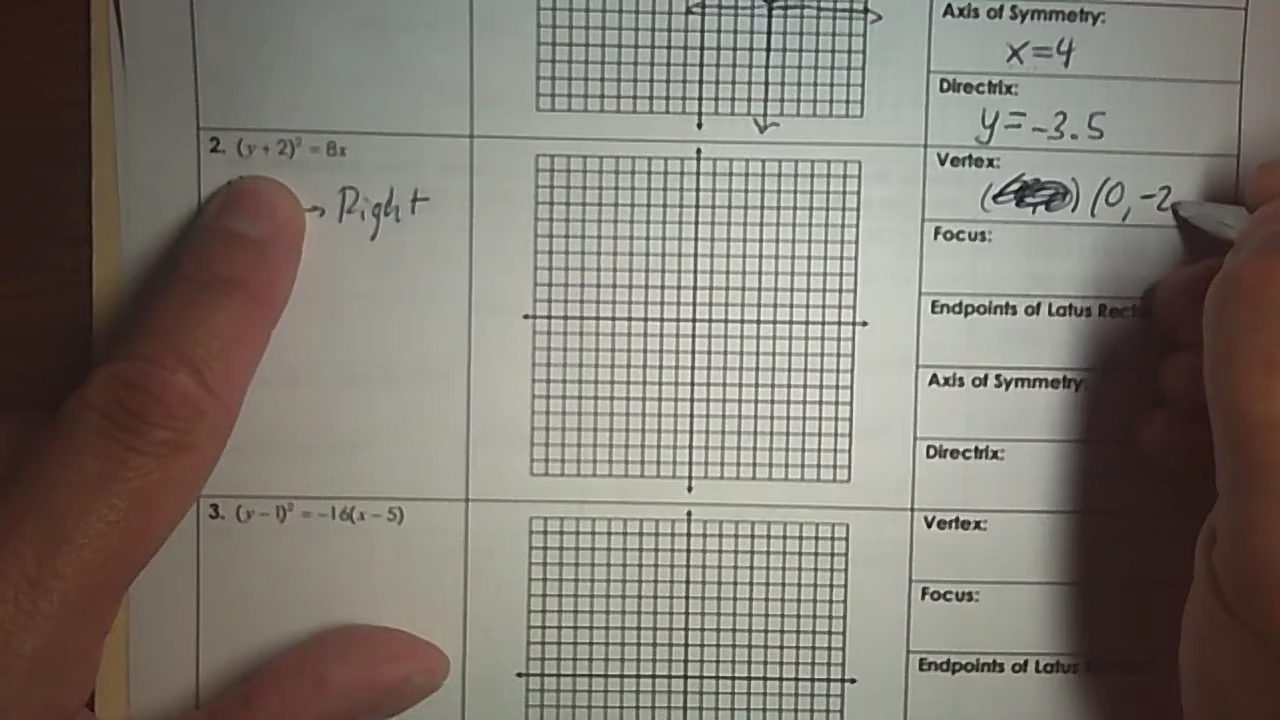 Axis of Symmetry:
x=4
Directrix:
y=-3.5
2. (y + 2)² = 8x
→ Right
Vertex:
(0, -2
Focus:
Endpoints of Latus
Axis of Symmetry
Directrix:
3. (y – 1)² = –16(x – 5)
Vertex:
Focus:
Endpoints of Latus